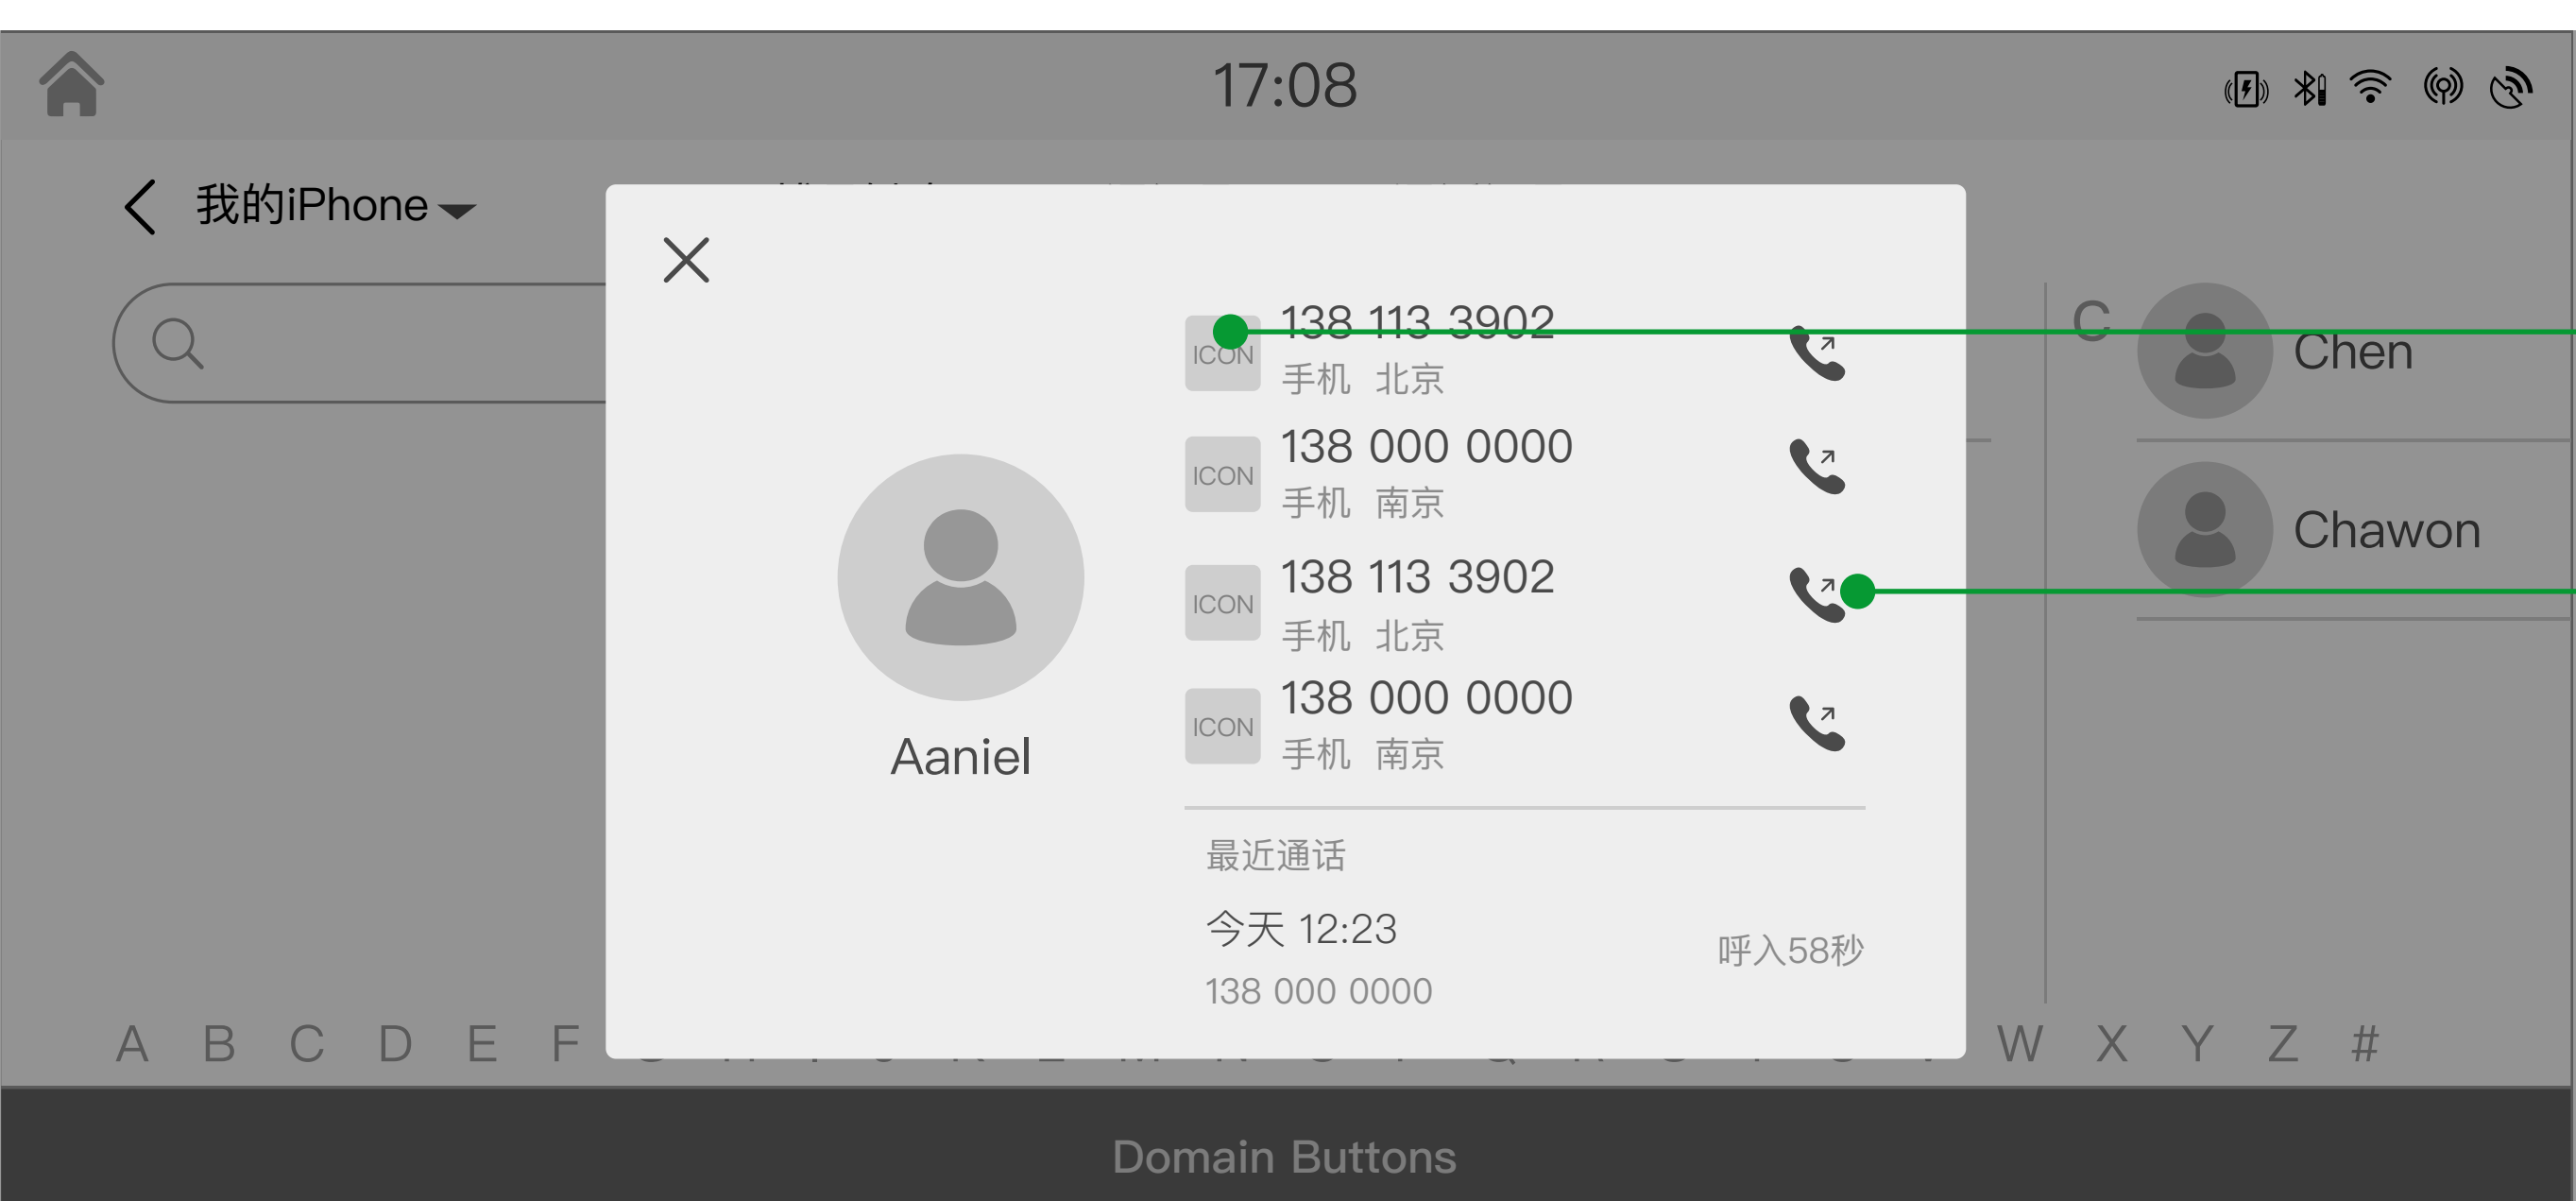 17:08
我的iPhone
138 113 3902
ICON
手机 北京
138 000 0000
ICON
手机 南京
138 113 3902
ICON
手机 北京
138 000 0000
ICON
手机 南京
Aaniel
最近通话
今天 12:23
呼入58秒
138 000 0000
C
Chen
Chawon
A B C D E F
W X Y Z #
Domain Buttons